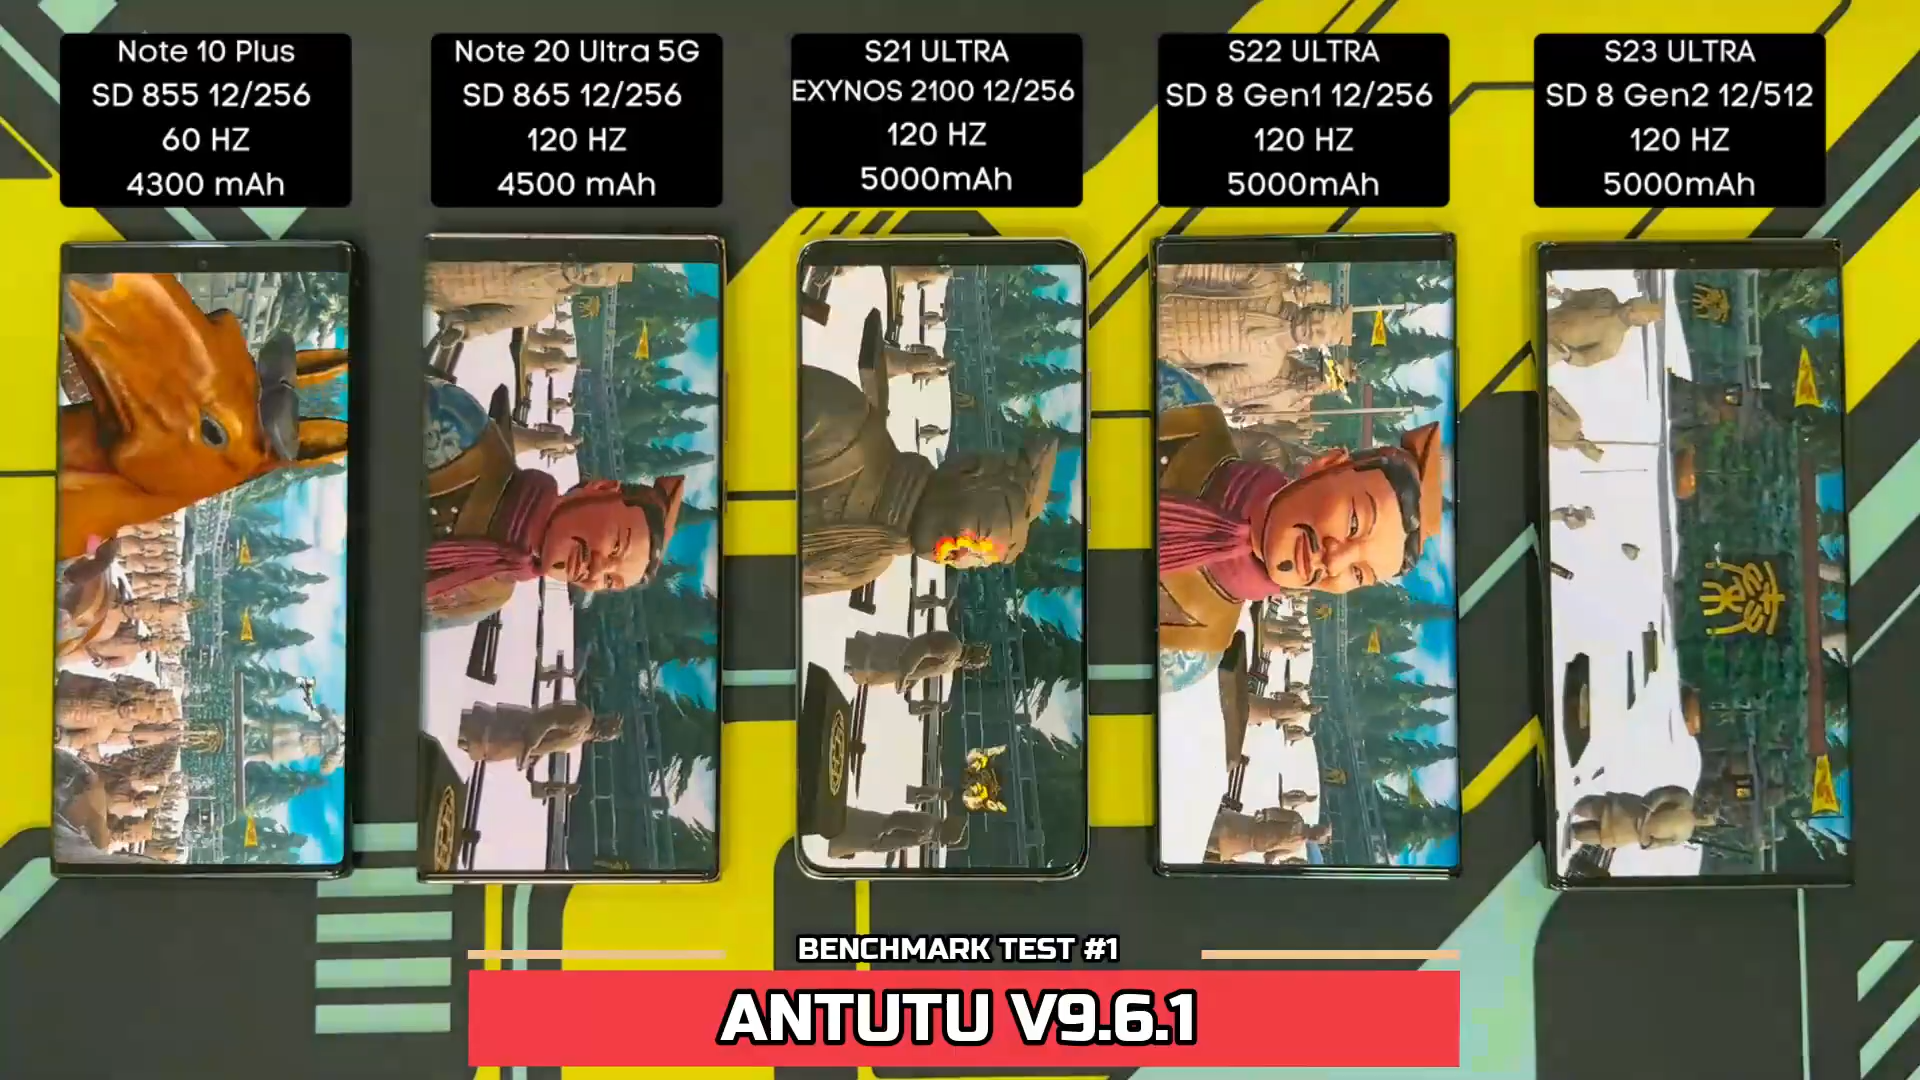 Note 10 Plus
SD 855 12/256
60 HZ
4300 mAh
Note 20 Ultra 5G
SD 865 12/256
120 HZ
4500 mAh
S21 ULTRA
EXYNOS 2100 12/256
120 HZ
5000mAh
S22 ULTRA
SD 8 Gen1 12/256
120 HZ
5000mAh
S23 ULTRA
SD 8 Gen2 12/512
120 HZ
5000mAh
BENCHMARK TEST #1
ANTUTU V9.6.1